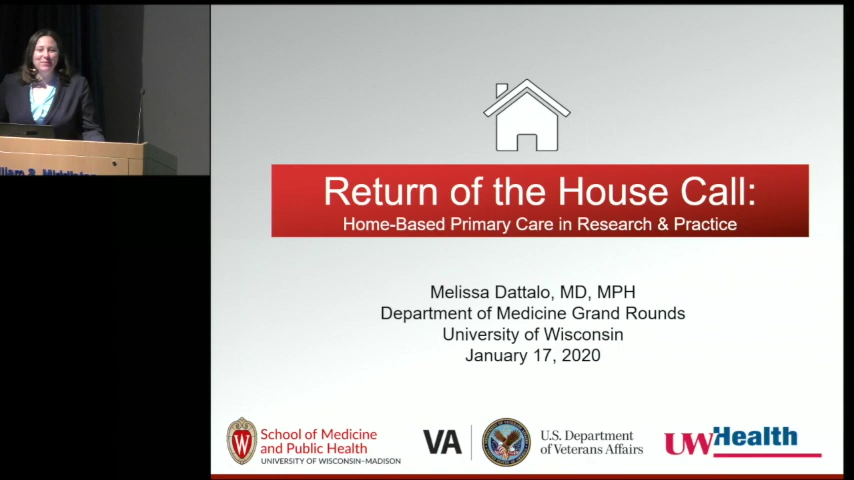 Return of the House Call:
Home-Based Primary Care in Research & Practice
Melissa Dattalo, MD, MPH
Department of Medicine Grand Rounds
University of Wisconsin
January 17, 2020
W
School of Medicine
and Public Health
UNIVERSITY OF WISCONSIN–MADISON
VA
U.S. Department
of Veterans Affairs
UWHealth